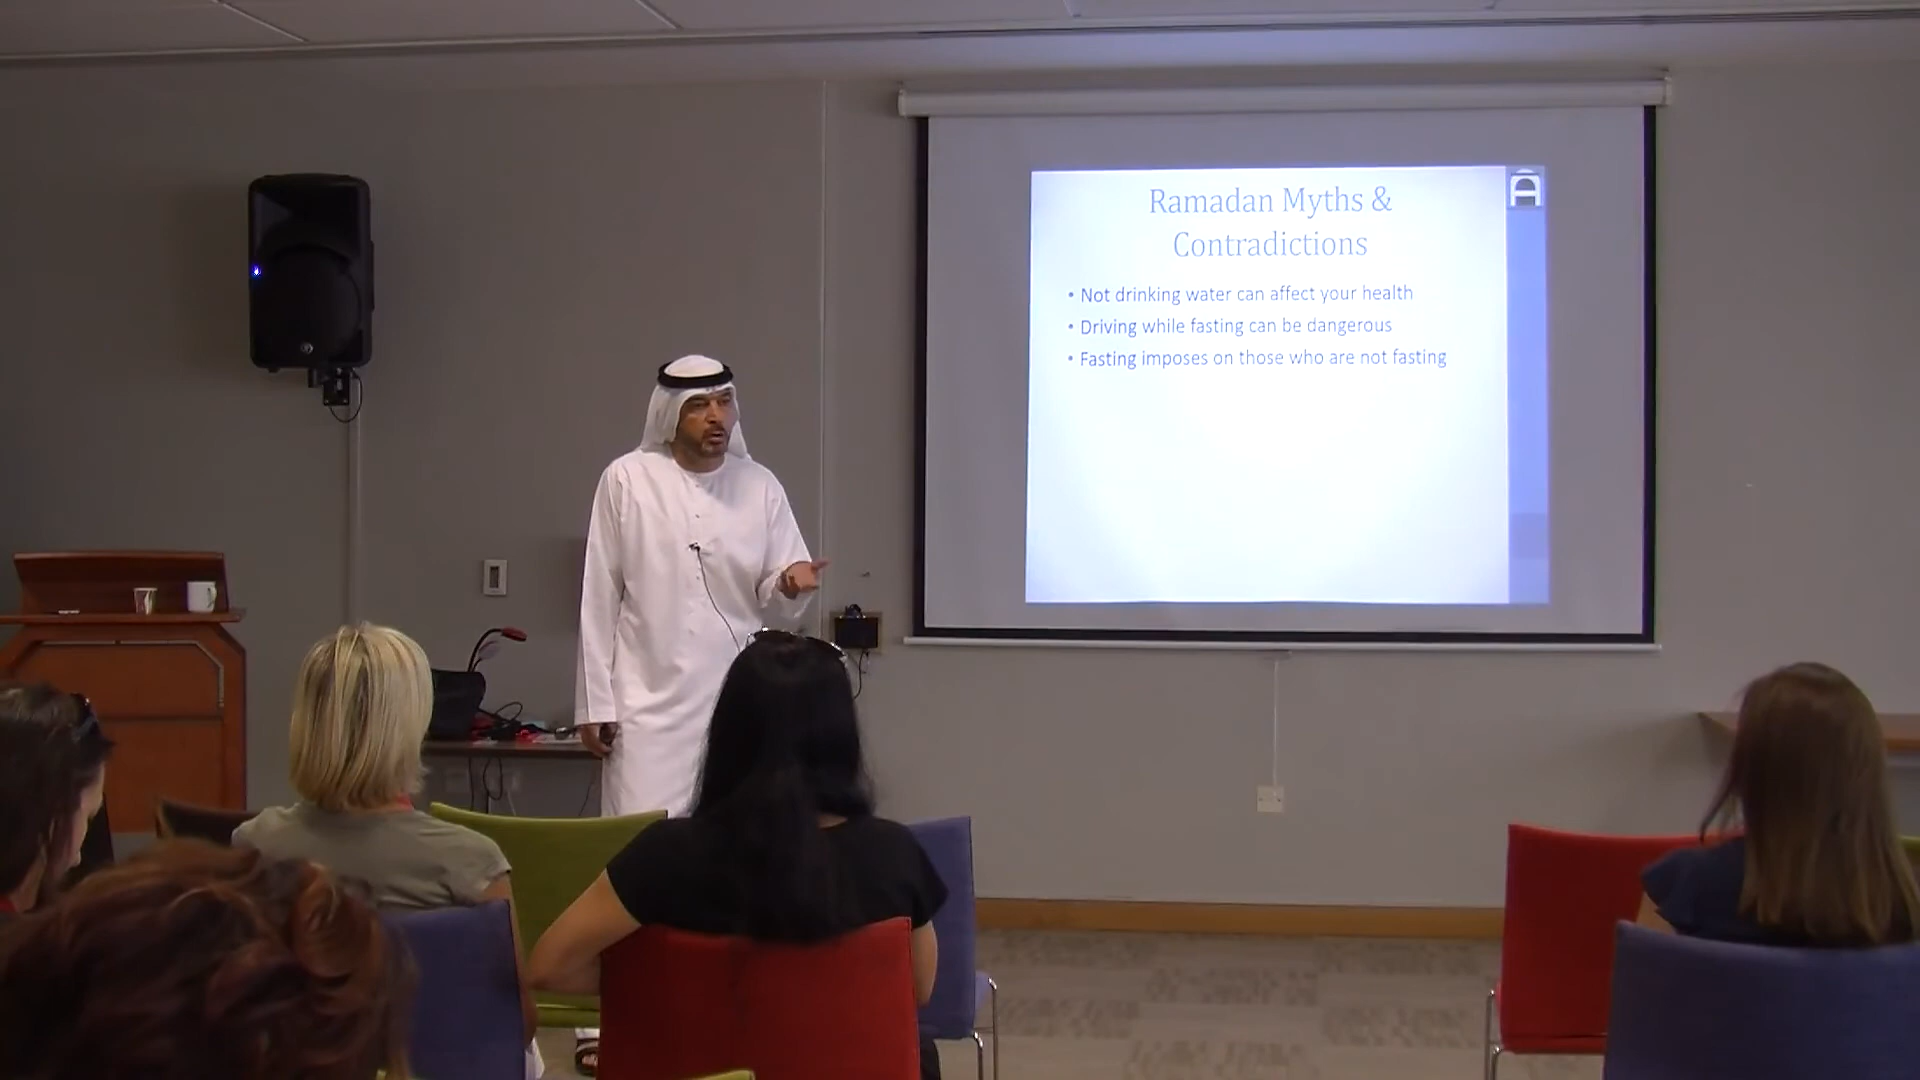 Ramadan Myths &
Contradictions
• Not drinking water can affect your health
• Driving while fasting can be dangerous
• Fasting imposes on those who are not fasting